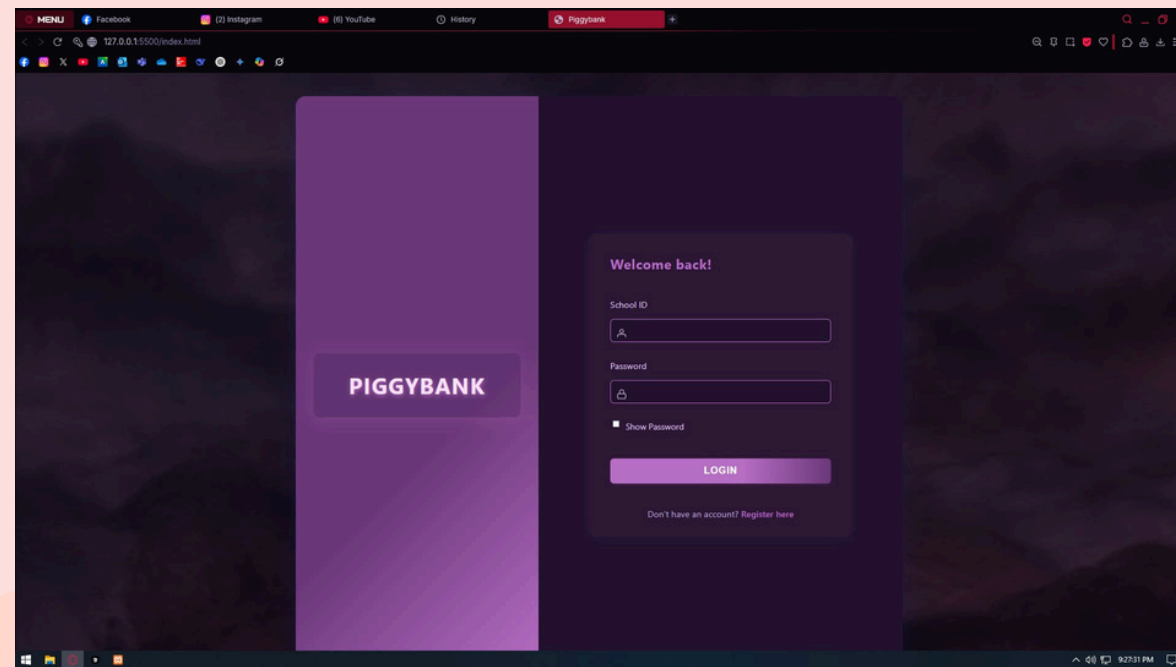 MENU Facebook (2) Instagram (6) YouTube History Piggybank
127.0.0.1:5500/index.html
PIGGYBANK
Welcome back!
School ID
Password
Show Password
LOGIN
Don't have an account? Register here
9:27:31 PM